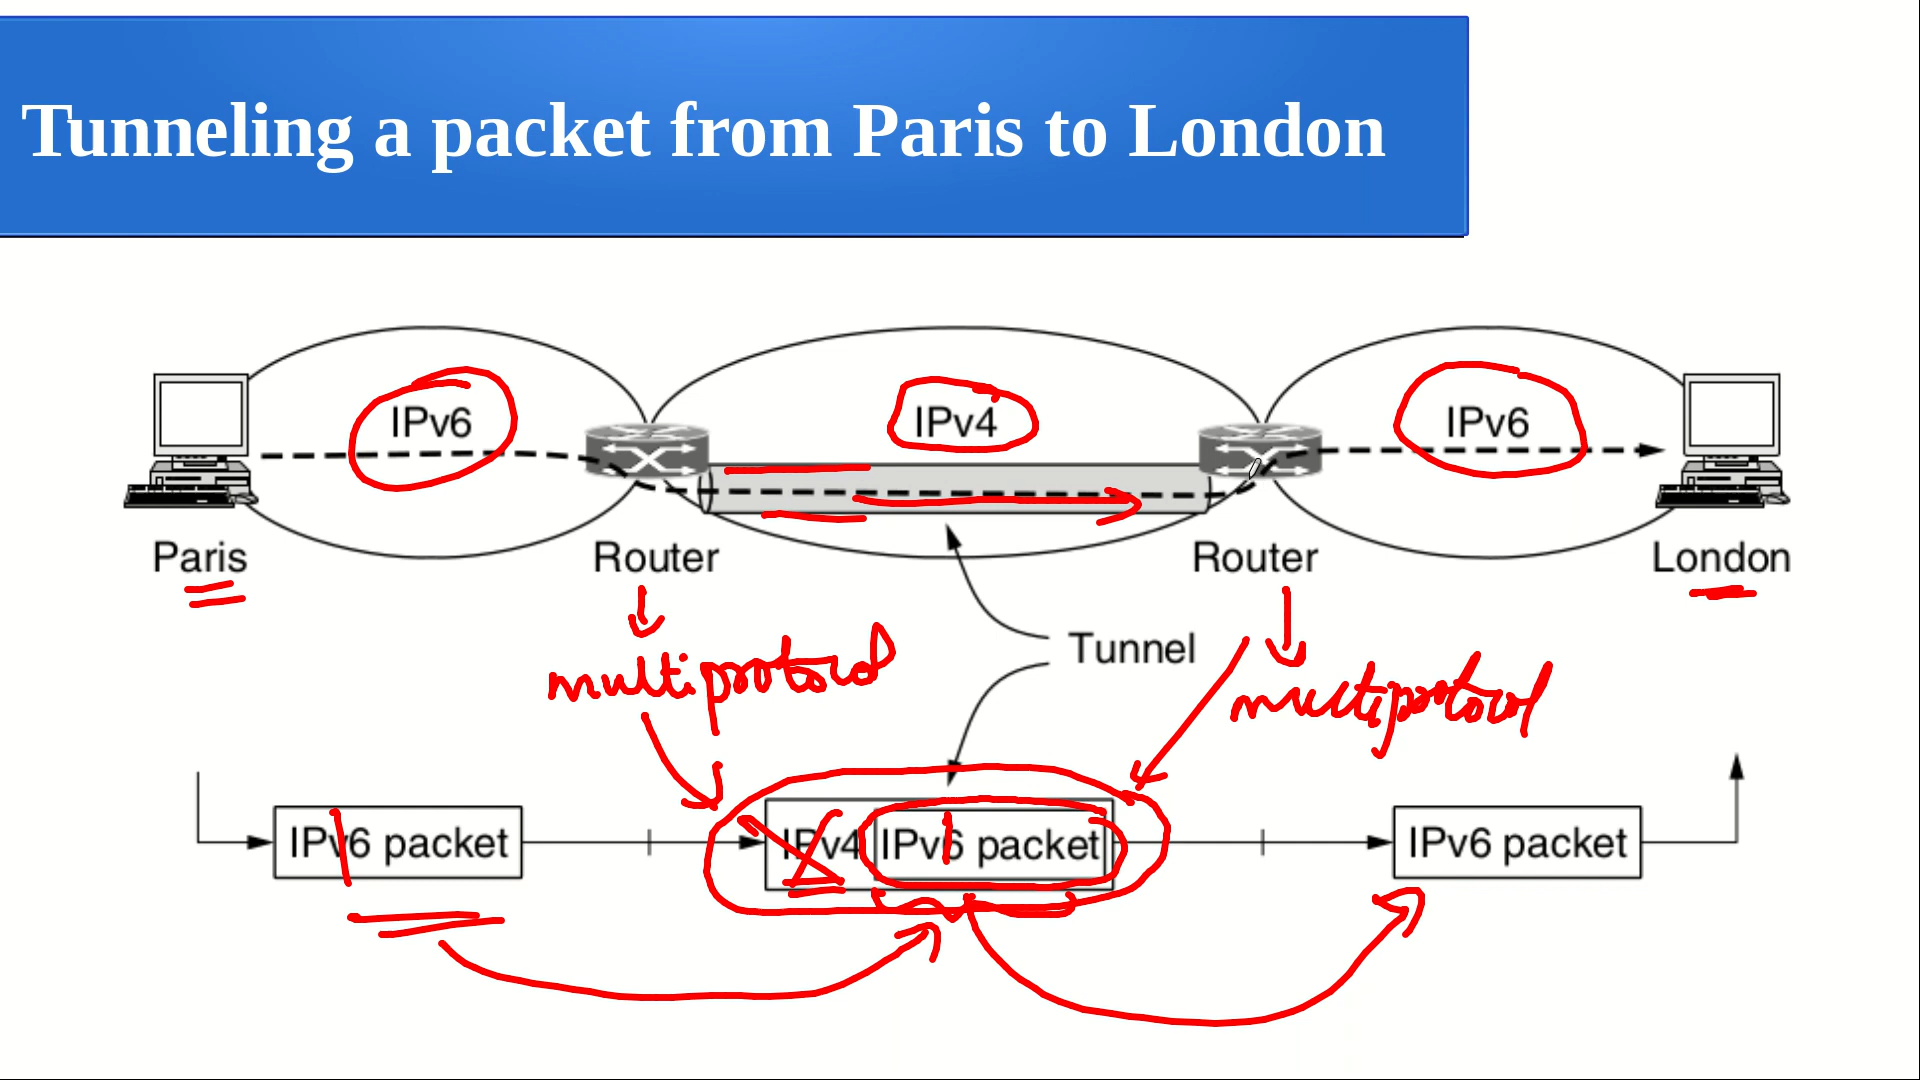 Tunneling a packet from Paris to London
IPv6 IPv4 IPv6
Paris Router Router London
Tunnel
multiprotocol multiprotocol
IPv6 packet IPv4 IPv6 packet IPv6 packet